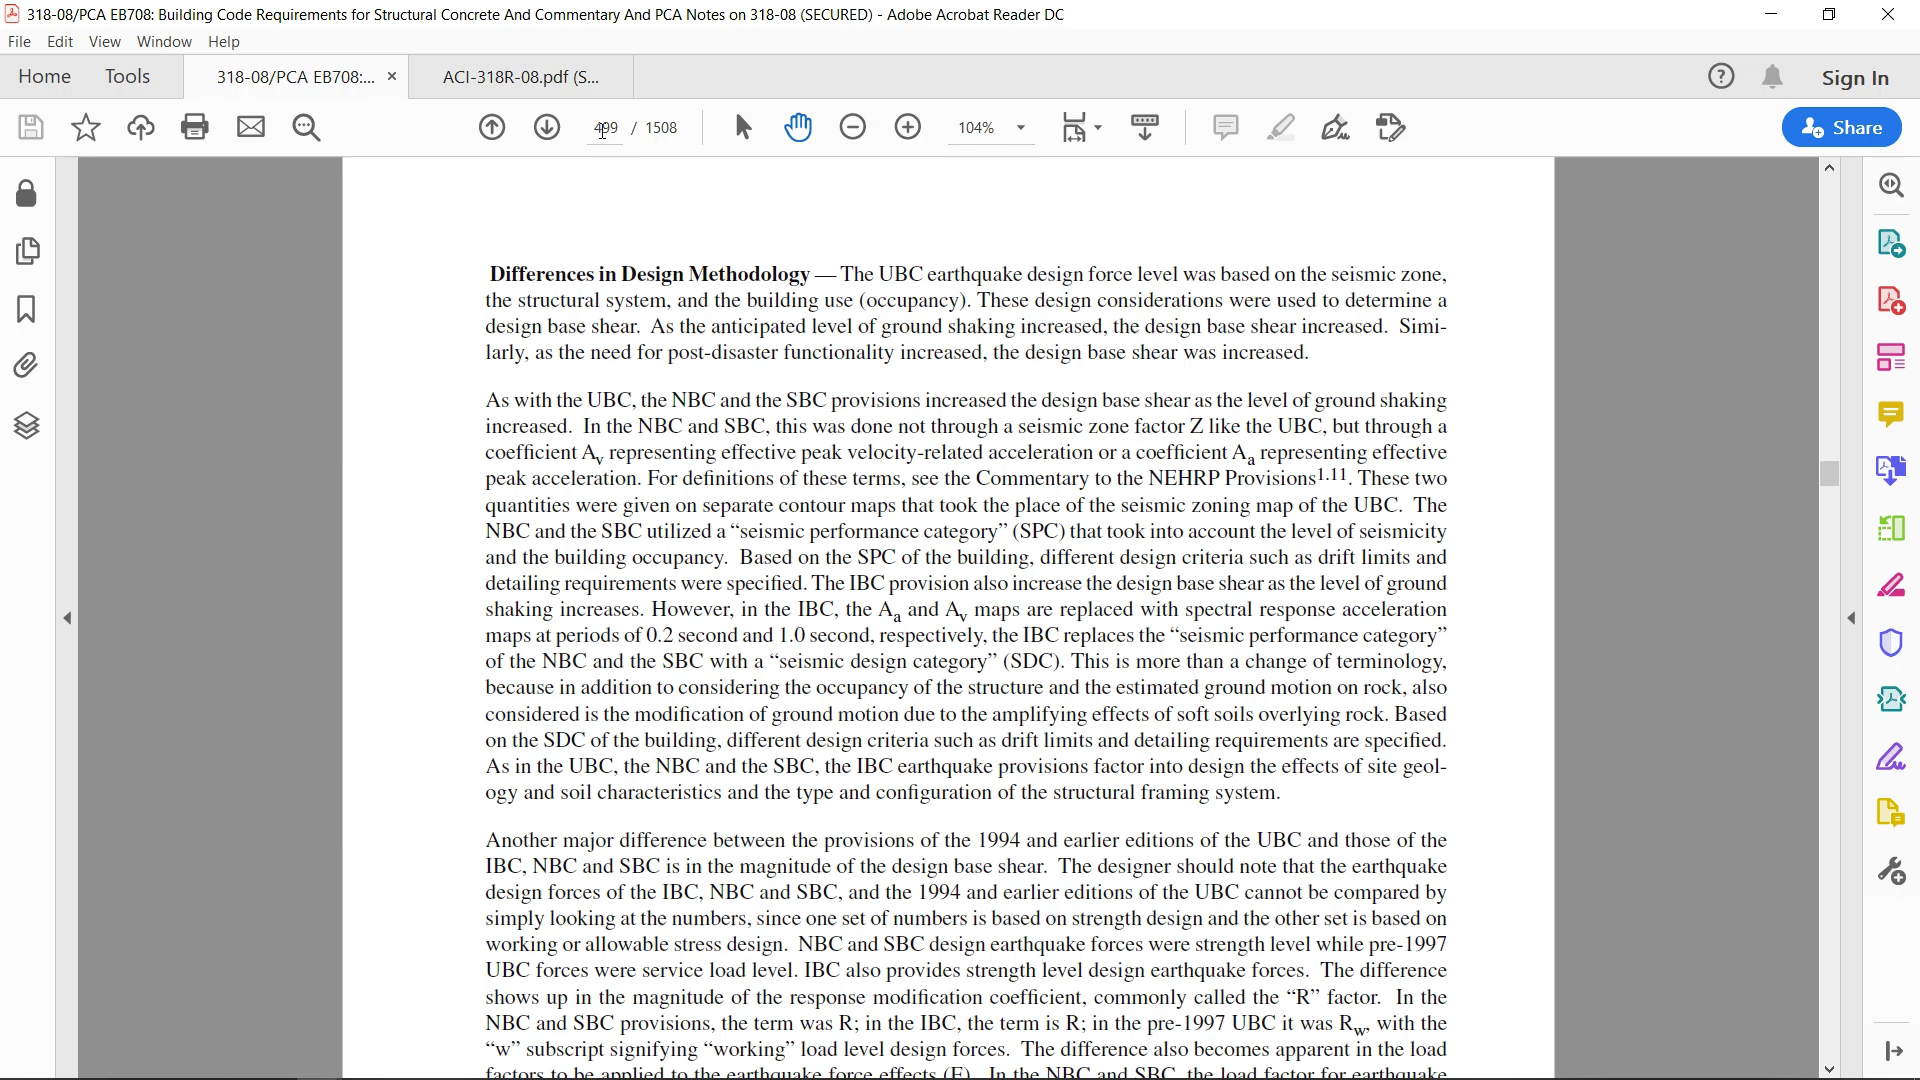 318-08/PCA EB708: Building Code Requirements for Structural Concrete And Commentary And PCA Notes on 318-08 (SECURED) - Adobe Acrobat Reader DC
File Edit View Window Help
Home Tools 318-08/PCA EB708:... × ACI-318R-08.pdf (S... Sign In
499 / 1508 104% Share
Differences in Design Methodology — The UBC earthquake design force level was based on the seismic zone,
the structural system, and the building use (occupancy). These design considerations were used to determine a
design base shear. As the anticipated level of ground shaking increased, the design base shear increased. Simi-
larly, as the need for post-disaster functionality increased, the design base shear was increased.
As with the UBC, the NBC and the SBC provisions increased the design base shear as the level of ground shaking
increased. In the NBC and SBC, this was done not through a seismic zone factor Z like the UBC, but through a
coefficient Av representing effective peak velocity-related acceleration or a coefficient Aa representing effective
peak acceleration. For definitions of these terms, see the Commentary to the NEHRP Provisions1.11. These two
quantities were given on separate contour maps that took the place of the seismic zoning map of the UBC. The
NBC and the SBC utilized a “seismic performance category” (SPC) that took into account the level of seismicity
and the building occupancy. Based on the SPC of the building, different design criteria such as drift limits and
detailing requirements were specified. The IBC provision also increase the design base shear as the level of ground
shaking increases. However, in the IBC, the Aa and Av maps are replaced with spectral response acceleration
maps at periods of 0.2 second and 1.0 second, respectively, the IBC replaces the “seismic performance category”
of the NBC and the SBC with a “seismic design category” (SDC). This is more than a change of terminology,
because in addition to considering the occupancy of the structure and the estimated ground motion on rock, also
considered is the modification of ground motion due to the amplifying effects of soft soils overlying rock. Based
on the SDC of the building, different design criteria such as drift limits and detailing requirements are specified.
As in the UBC, the NBC and the SBC, the IBC earthquake provisions factor into design the effects of site geol-
ogy and soil characteristics and the type and configuration of the structural framing system.
Another major difference between the provisions of the 1994 and earlier editions of the UBC and those of the
IBC, NBC and SBC is in the magnitude of the design base shear. The designer should note that the earthquake
design forces of the IBC, NBC and SBC, and the 1994 and earlier editions of the UBC cannot be compared by
simply looking at the numbers, since one set of numbers is based on strength design and the other set is based on
working or allowable stress design. NBC and SBC design earthquake forces were strength level while pre-1997
UBC forces were service load level. IBC also provides strength level design earthquake forces. The difference
shows up in the magnitude of the response modification coefficient, commonly called the “R” factor. In the
NBC and SBC provisions, the term was R; in the IBC, the term is R; in the pre-1997 UBC it was Rw, with the
“w” subscript signifying “working” load level design forces. The difference also becomes apparent in the load
factors to be applied to the earthquake force effects (E). In the NBC and SBC, the load factor for earthquake